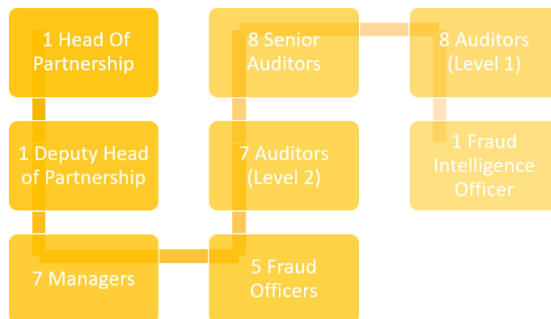 1 Head Of
Partnership
1 Deputy Head
of Partnership
7 Managers
5 Fraud
Officers
7 Auditors
(Level 2)
8 Senior
Auditors
8 Auditors
(Level 1)
1 Fraud
Intelligence
Officer